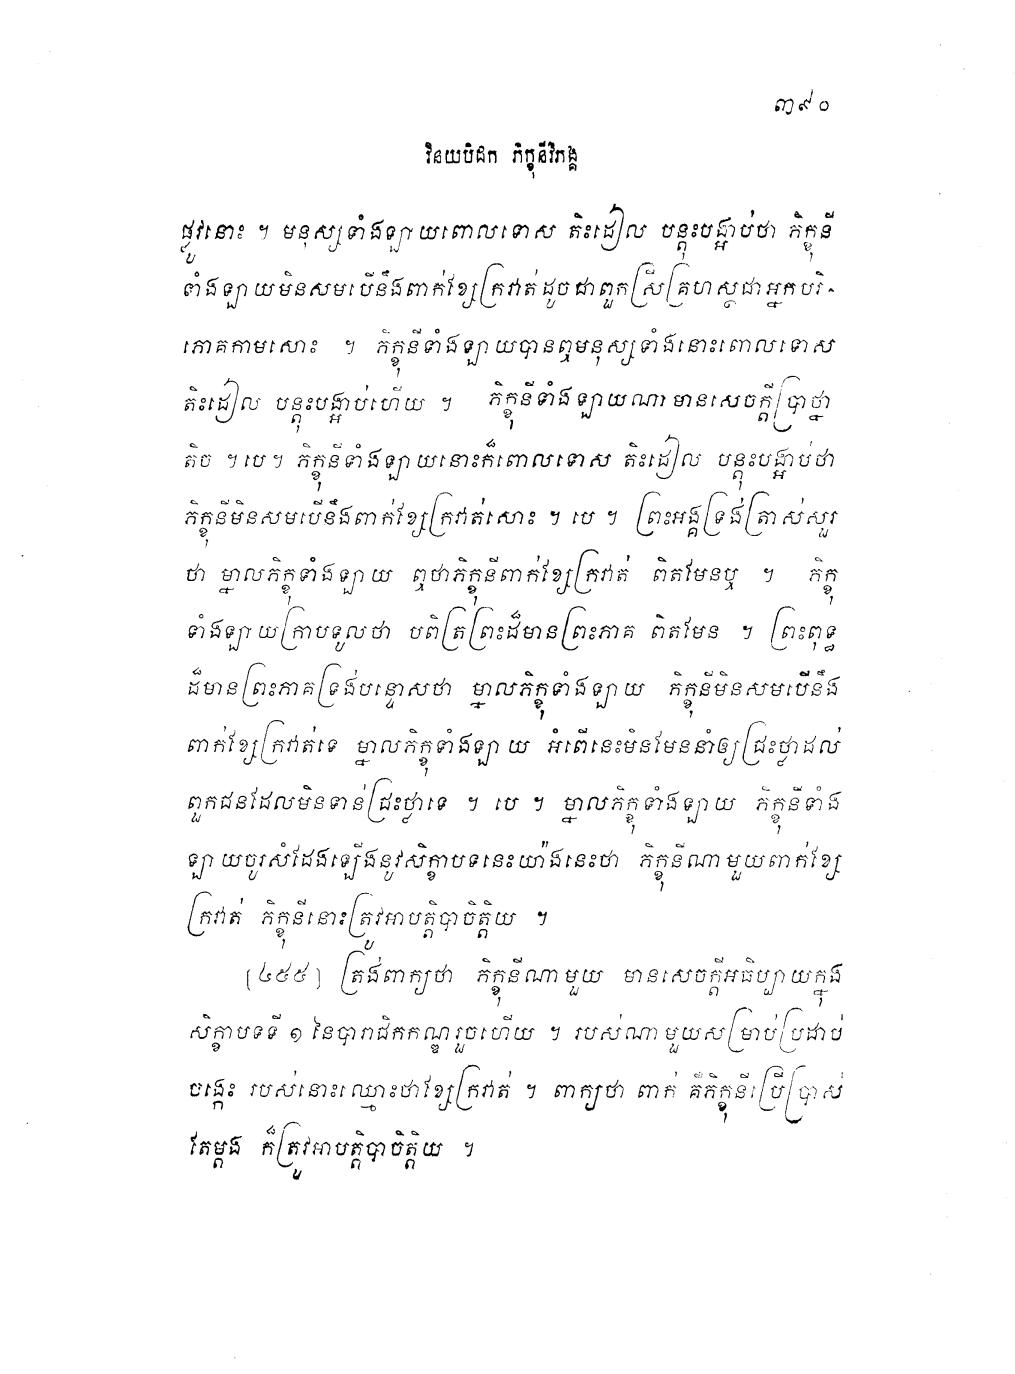 ៣៩០
វិនយបិដក ភិក្ខុនីវិភង្គ
ផ្លូវនោះ ។ មនុស្សទាំងឡាយពោលទោស តិះដៀល បន្តុះបង្អាប់ថា ភិក្ខុនី
ទាំងឡាយមិនសមបើនឹងពាក់ខ្សែក្រវាត់ដូចជាពួកស្រីគ្រហស្ថជាអ្នកបរិ-
ភោគកាមសោះ ។ ភិក្ខុនីទាំងឡាយបានឮមនុស្សទាំងនោះពោលទោស
តិះដៀល បន្តុះបង្អាប់ហើយ ។ ភិក្ខុនីទាំងឡាយណាមានសេចក្តីប្រាថ្នា
តិច ។ បេ ។ ភិក្ខុនីទាំងឡាយនោះក៏ពោលទោស តិះដៀល បន្តុះបង្អាប់ថា
ភិក្ខុនីមិនសមបើនឹងពាក់ខ្សែក្រវាត់សោះ ។ បេ ។ ព្រះអង្គទ្រង់ត្រាស់សួរ
ថា ម្នាលភិក្ខុទាំងឡាយ ឮថាភិក្ខុនីពាក់ខ្សែក្រវាត់ ពិតមែនឬ ។ ភិក្ខុ
ទាំងឡាយក្រាបទូលថា បពិត្រព្រះដ៏មានព្រះភាគ ពិតមែន ។ ព្រះពុទ្ធ
ដ៏មានព្រះភាគទ្រង់បន្ទោសថា ម្នាលភិក្ខុទាំងឡាយ ភិក្ខុនីមិនសមបើនឹង
ពាក់ខ្សែក្រវាត់ទេ ម្នាលភិក្ខុទាំងឡាយ អំពើនេះមិនមែននាំឲ្យជ្រះថ្លាដល់
ពួកជនដែលមិនទាន់ជ្រះថ្លាទេ ។ បេ ។ ម្នាលភិក្ខុទាំងឡាយ ភិក្ខុនីទាំង
ឡាយចូរសំដែងឡើងនូវសិក្ខាបទនេះយ៉ាងនេះថា ភិក្ខុនីណាមួយពាក់ខ្សែ
ក្រវាត់ ភិក្ខុនីនោះត្រូវអាបត្តិបាចិត្តិយ ។
[៤៥៥] ត្រង់ពាក្យថា ភិក្ខុនីណាមួយ មានសេចក្តីអធិប្បាយក្នុង
សិក្ខាបទទី ១ នៃបារាជិកកណ្ឌរួចហើយ ។ របស់ណាមួយសម្រាប់ប្រដាប់
ចង្កេះ របស់នោះឈ្មោះថាខ្សែក្រវាត់ ។ ពាក្យថា ពាក់ គឺភិក្ខុនីប្រើប្រាស់
តែម្តង ក៏ត្រូវអាបត្តិបាចិត្តិយ ។